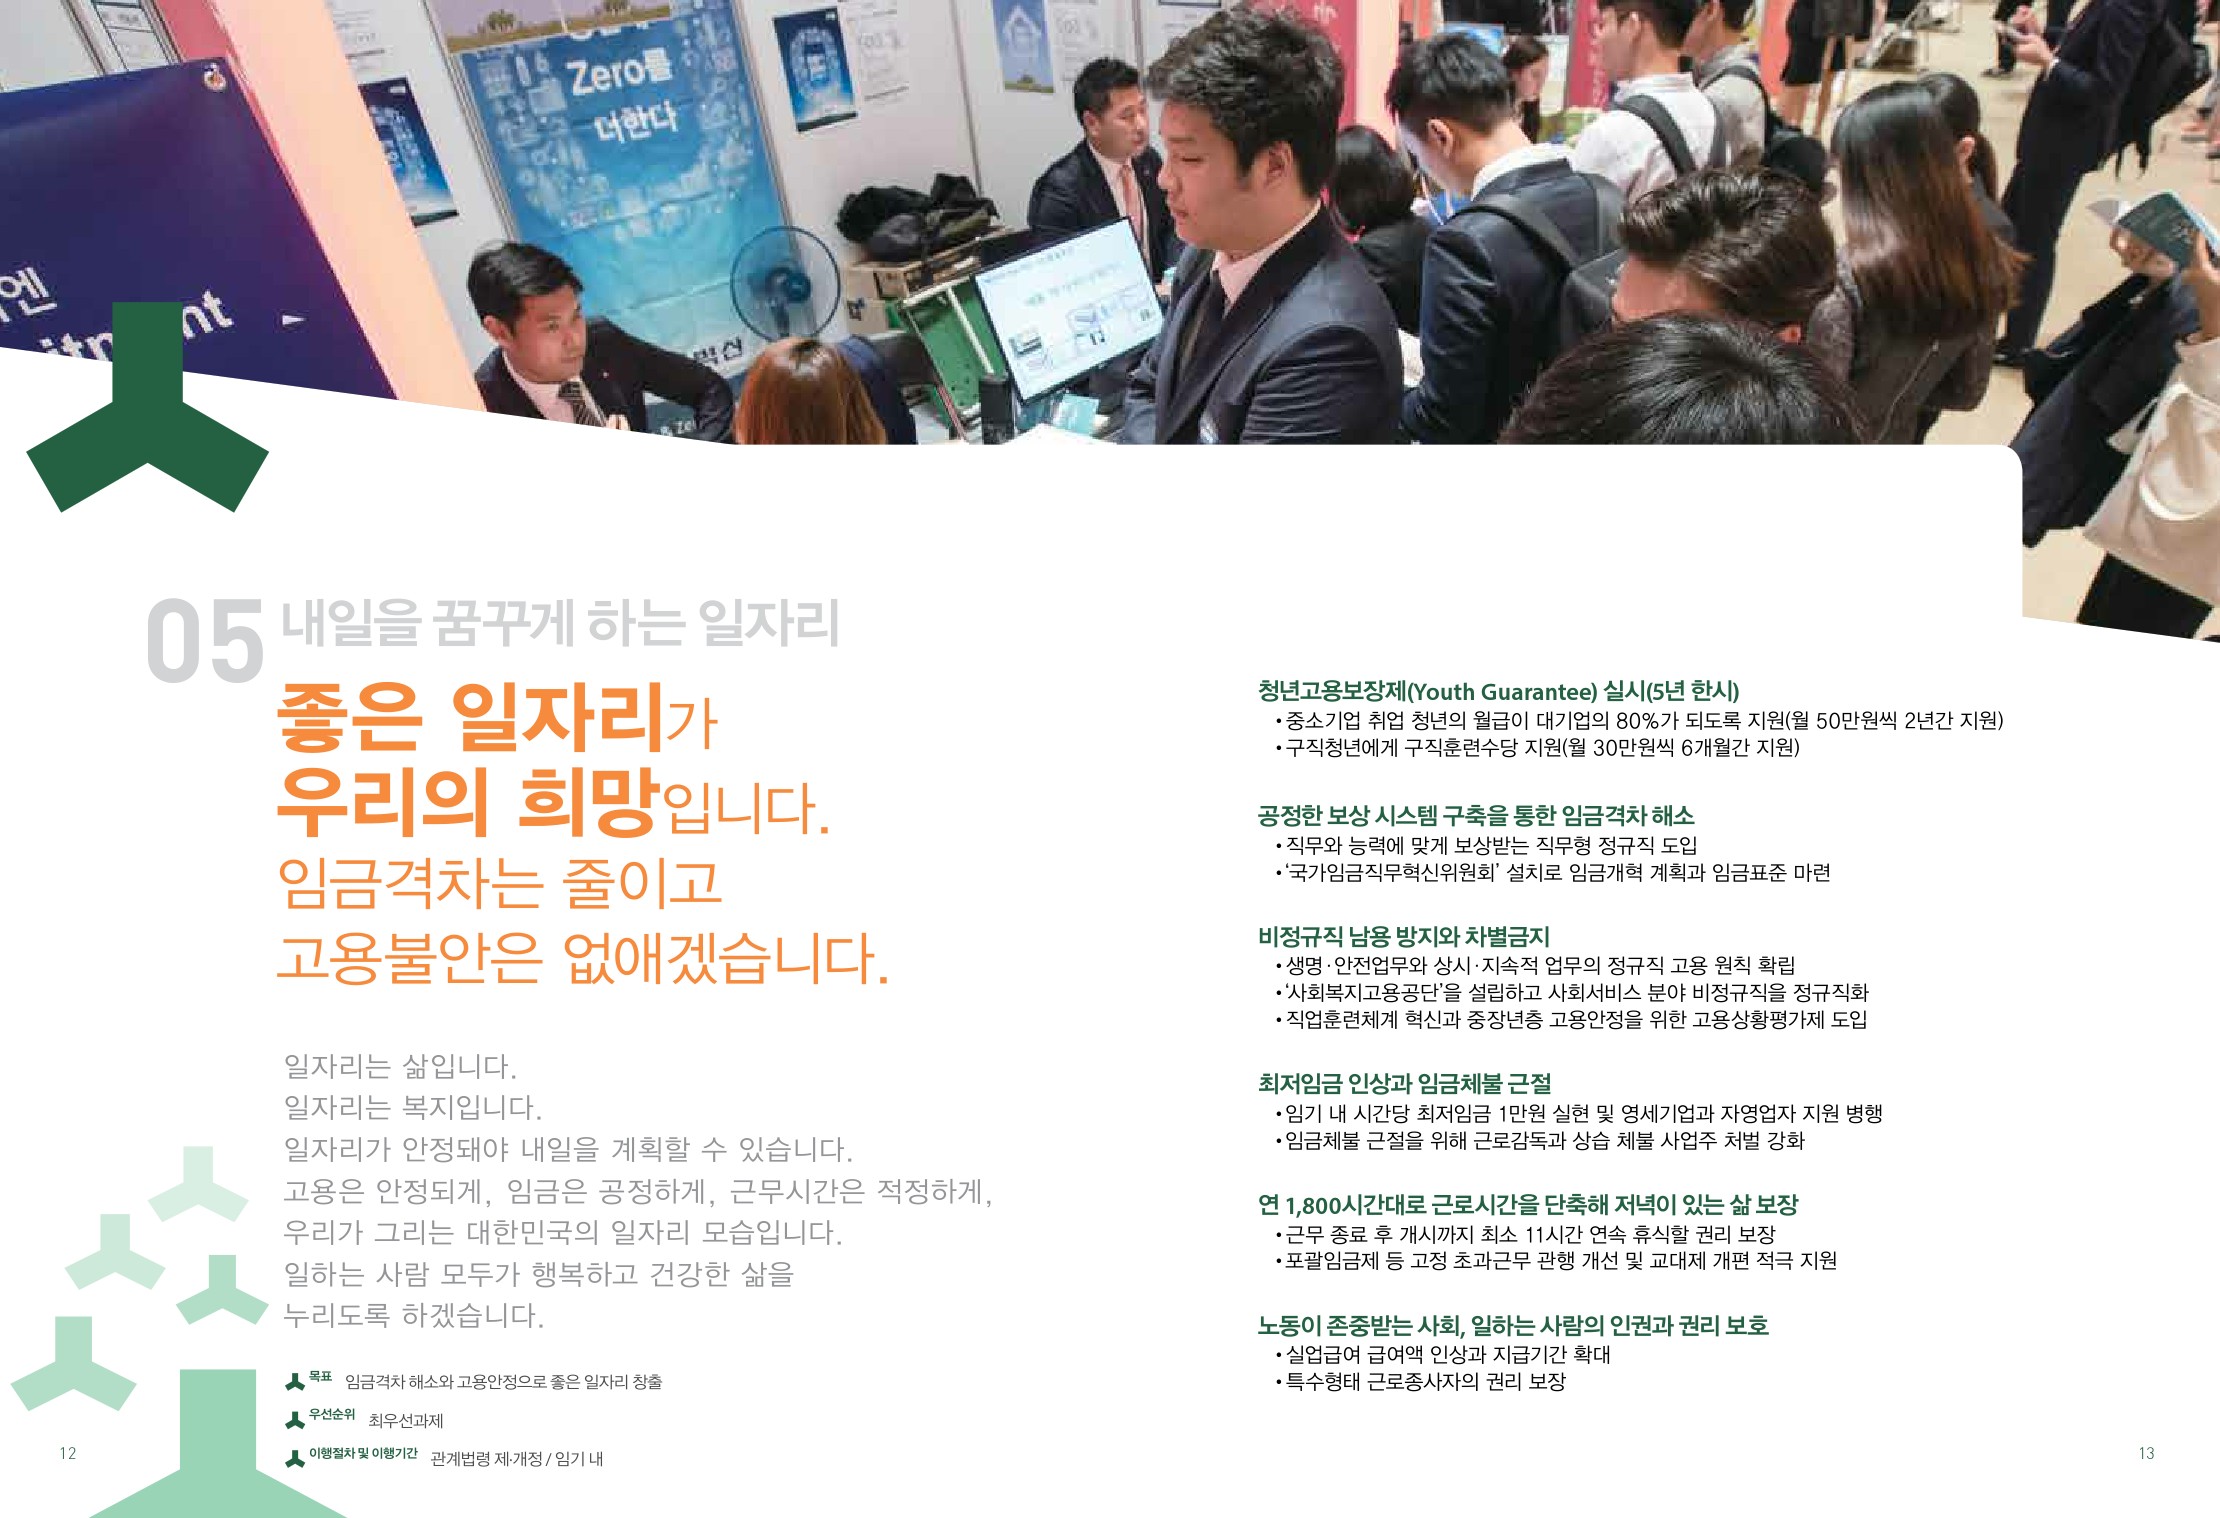 Zero를
더한다
엔
05 내일을 꿈꾸게 하는 일자리
좋은 일자리가
우리의 희망입니다.
임금격차는 줄이고
고용불안은 없애겠습니다.
일자리는 삶입니다.
일자리는 복지입니다.
일자리가 안정돼야 내일을 계획할 수 있습니다.
고용은 안정되게, 임금은 공정하게, 근무시간은 적정하게,
우리가 그리는 대한민국의 일자리 모습입니다.
일하는 사람 모두가 행복하고 건강한 삶을
누리도록 하겠습니다.
목표 임금격차 해소와 고용안정으로 좋은 일자리 창출
우선순위 최우선과제
이행절차 및 이행기간 관계법령 제·개정 / 임기 내
12
청년고용보장제(Youth Guarantee) 실시(5년 한시)
• 중소기업 취업 청년의 월급이 대기업의 80%가 되도록 지원(월 50만원씩 2년간 지원)
• 구직청년에게 구직훈련수당 지원(월 30만원씩 6개월간 지원)
공정한 보상 시스템 구축을 통한 임금격차 해소
• 직무와 능력에 맞게 보상받는 직무형 정규직 도입
• ‘국가임금직무혁신위원회’ 설치로 임금개혁 계획과 임금표준 마련
비정규직 남용 방지와 차별금지
• 생명·안전업무와 상시·지속적 업무의 정규직 고용 원칙 확립
• ‘사회복지고용공단’을 설립하고 사회서비스 분야 비정규직을 정규직화
• 직업훈련체계 혁신과 중장년층 고용안정을 위한 고용상황평가제 도입
최저임금 인상과 임금체불 근절
• 임기 내 시간당 최저임금 1만원 실현 및 영세기업과 자영업자 지원 병행
• 임금체불 근절을 위해 근로감독과 상습 체불 사업주 처벌 강화
연 1,800시간대로 근로시간을 단축해 저녁이 있는 삶 보장
• 근무 종료 후 개시까지 최소 11시간 연속 휴식할 권리 보장
• 포괄임금제 등 고정 초과근무 관행 개선 및 교대제 개편 적극 지원
노동이 존중받는 사회, 일하는 사람의 인권과 권리 보호
• 실업급여 급여액 인상과 지급기간 확대
• 특수형태 근로종사자의 권리 보장
13